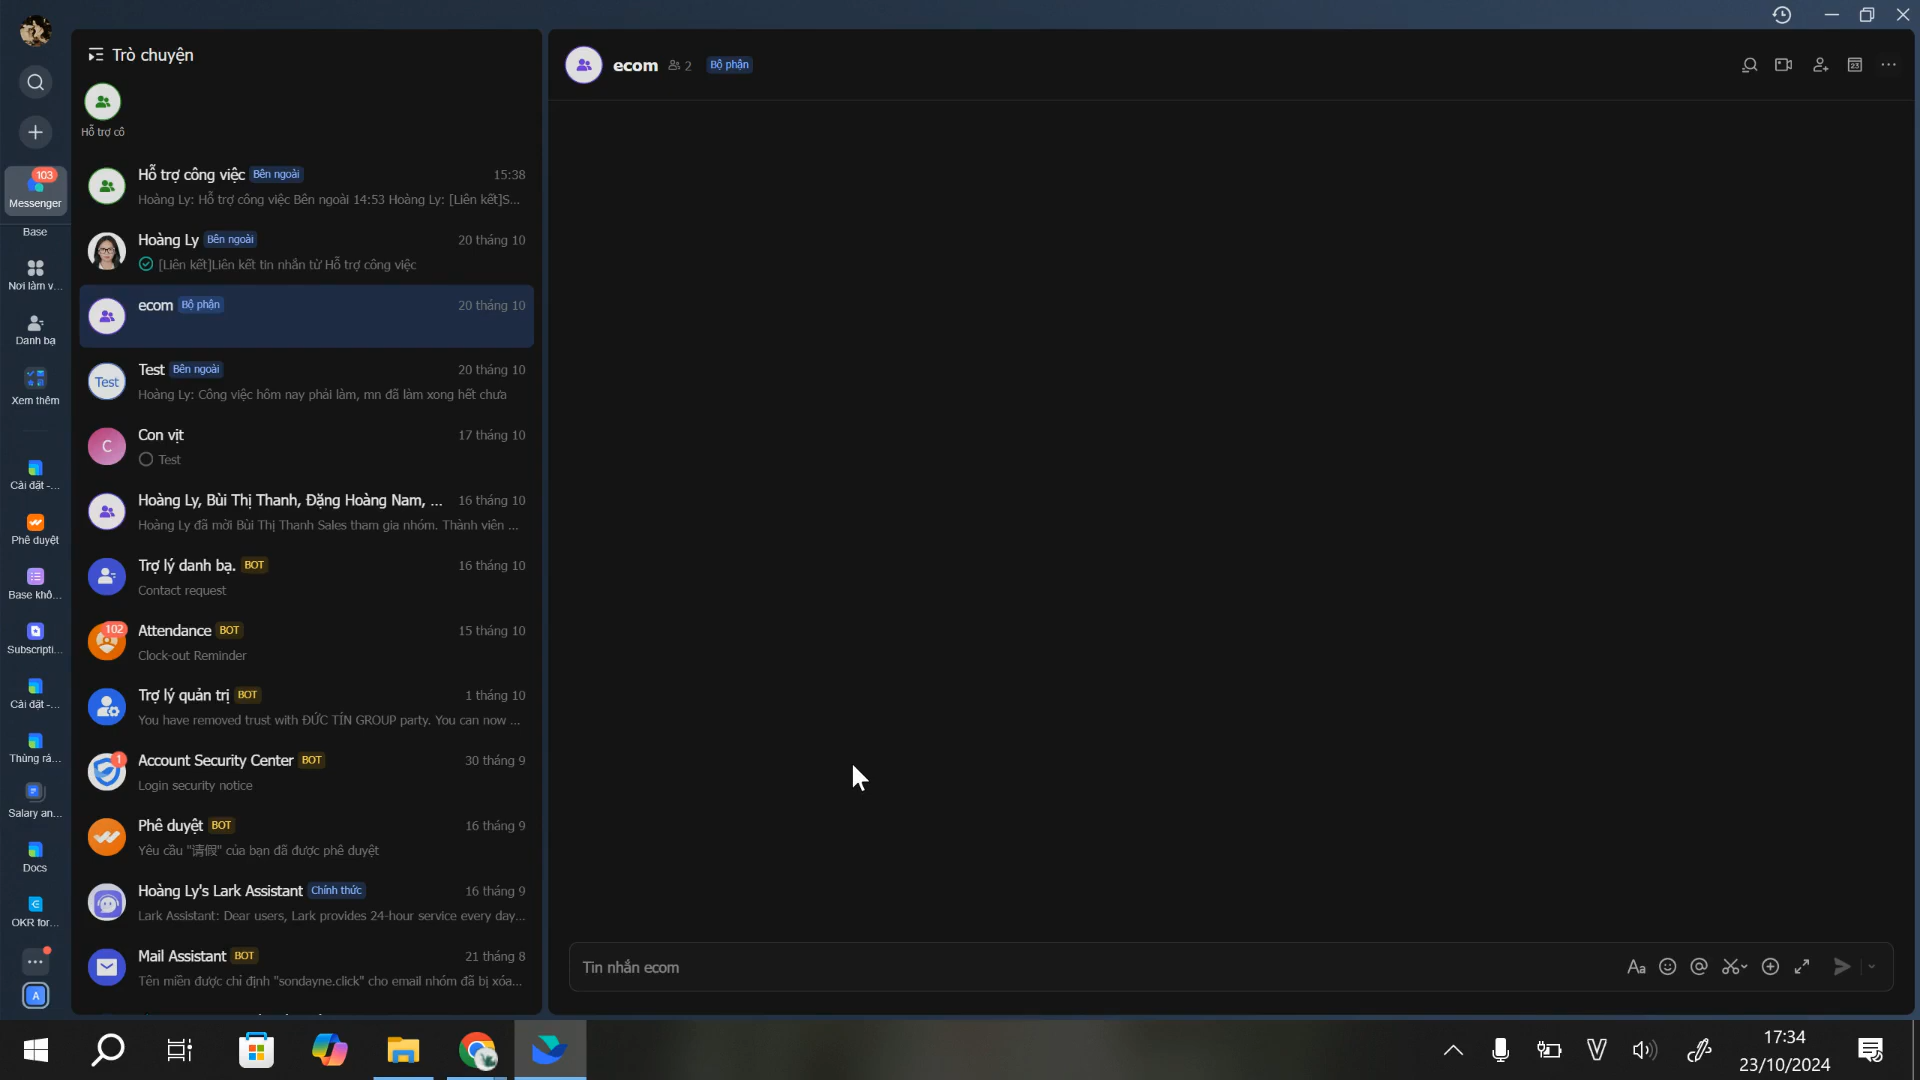 Trò chuyện
Hỗ trợ cô
103
Messenger
Base
Nơi làm v...
Danh bạ
Xem thêm
Cài đặt -...
Phê duyệt
Base khô...
Subscripti...
Cài đặt -...
Thùng rá...
Salary an...
Docs
OKR for...
A
Hỗ trợ công việc Bên ngoài 15:38
Hoàng Ly: Hỗ trợ công việc Bên ngoài 14:53 Hoàng Ly: [Liên kết]S...
Hoàng Ly Bên ngoài 20 tháng 10
[Liên kết]Liên kết tin nhắn từ Hỗ trợ công việc
ecom Bộ phận 20 tháng 10
Test
Test Bên ngoài 20 tháng 10
Hoàng Ly: Công việc hôm nay phải làm, mn đã làm xong hết chưa
C
Con vịt 17 tháng 10
Test
Hoàng Ly, Bùi Thị Thanh, Đặng Hoàng Nam, ... 16 tháng 10
Hoàng Ly đã mời Bùi Thị Thanh Sales tham gia nhóm. Thành viên ...
Trợ lý danh bạ. BOT 16 tháng 10
Contact request
102
Attendance BOT 15 tháng 10
Clock-out Reminder
Trợ lý quản trị BOT 1 tháng 10
You have removed trust with ĐỨC TÍN GROUP party. You can now ...
1
Account Security Center BOT 30 tháng 9
Login security notice
Phê duyệt BOT 16 tháng 9
Yêu cầu "请假" của bạn đã được phê duyệt
Hoàng Ly's Lark Assistant Chính thức 16 tháng 9
Lark Assistant: Dear users, Lark provides 24-hour service every day...
Mail Assistant BOT 21 tháng 8
Tên miền được chỉ định "sondayne.click" cho email nhóm đã bị xóa...
ecom 2 Bộ phận
23
Tin nhắn ecom
Aa
17:34
23/10/2024